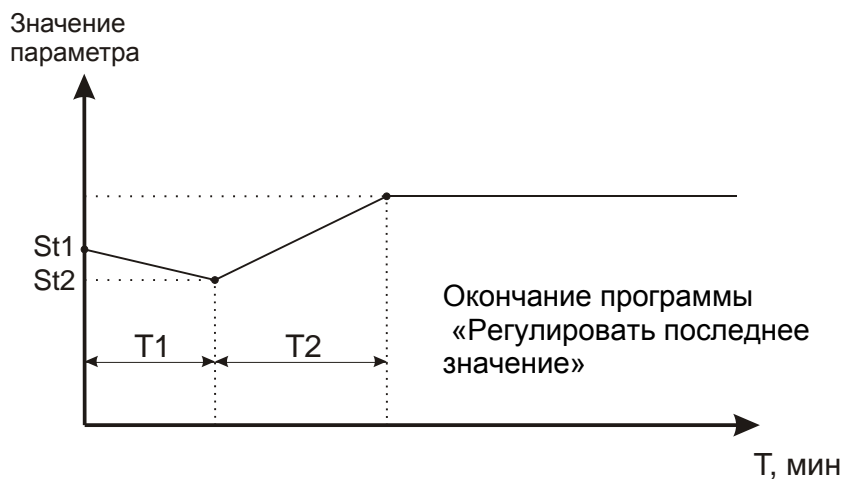 Значение
параметра
St1
St2
T1
T2
Окончание программы
«Регулировать последнее
значение»
T, мин